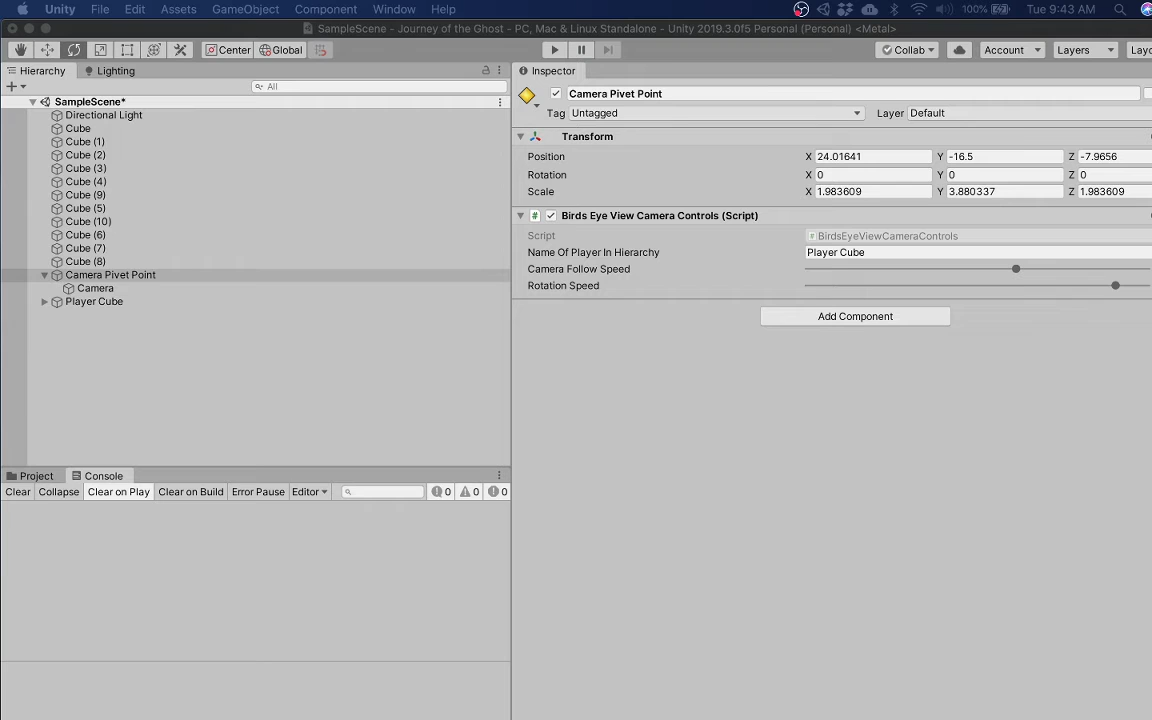 Unity File Edit Assets GameObject Component Window Help 100% Tue 9:43 AM
SampleScene - Journey of the Ghost - PC, Mac & Linux Standalone - Unity 2019.3.0f5 Personal (Personal) <Metal>
Center Global Collab Account Layers Layo
Hierarchy Lighting
Inspector
All
SampleScene*
Directional Light
Cube
Cube (1)
Cube (2)
Cube (3)
Cube (4)
Cube (9)
Cube (5)
Cube (10)
Cube (6)
Cube (7)
Cube (8)
Camera Pivet Point
Camera
Player Cube
Camera Pivet Point
Tag Untagged Layer Default
Transform
Position X 24.01641 Y -16.5 Z -7.9656
Rotation X 0 Y 0 Z 0
Scale X 1.983609 Y 3.880337 Z 1.983609
# Birds Eye View Camera Controls (Script)
Script # BirdsEyeViewCameraControls
Name Of Player In Hierarchy Player Cube
Camera Follow Speed
Rotation Speed
Add Component
Project Console
Clear Collapse Clear on Play Clear on Build Error Pause Editor 0 0 0